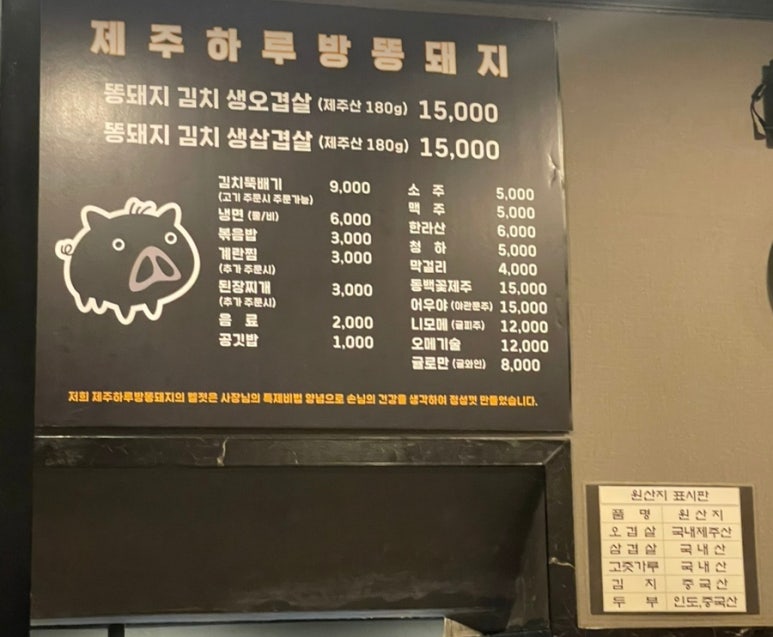 제주하루방똥돼지
똥돼지 김치 생오겹살 (제주산 180g) 15,000
똥돼지 김치 생삼겹살 (제주산 180g) 15,000
김치뚝배기 9,000
(고기 주문시 주문가능)
냉면 (물/비) 6,000
볶음밥 3,000
계란찜 3,000
(추가 주문시)
된장찌개 3,000
(추가 주문시)
음 료 2,000
공깃밥 1,000
소 주 5,000
맥 주 5,000
한라산 6,000
청 하 5,000
막걸리 4,000
동백꽃제주 15,000
어우야 (야관문주) 15,000
니모메 (귤피주) 12,000
오메기술 12,000
귤로만 (귤와인) 8,000
저희 제주하루방똥돼지의 멜젓은 사장님의 특제비법 양념으로 손님의 건강을 생각하여 정성껏 만들었습니다.
원산지 표시판
품 명 원 산 지
오 겹 살 국내제주산
삼 겹 살 국 내 산
고춧가루 국 내 산
김 지 중 국 산
두 부 인도,중국산